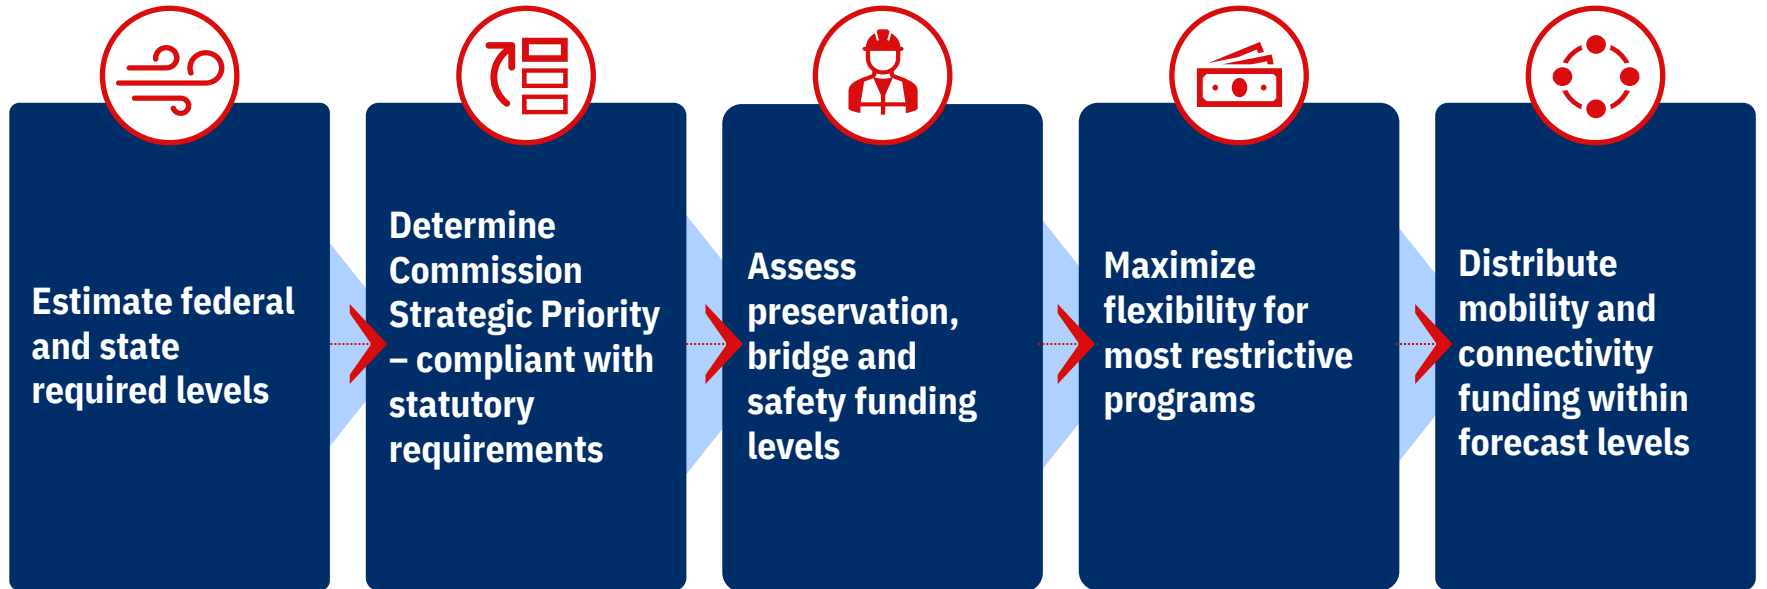 Estimate federal
and state
required levels
Determine
Commission
Strategic Priority
– compliant with
statutory
requirements
Assess
preservation,
bridge and
safety funding
levels
Maximize
flexibility for
most restrictive
programs
Distribute
mobility and
connectivity
funding within
forecast levels